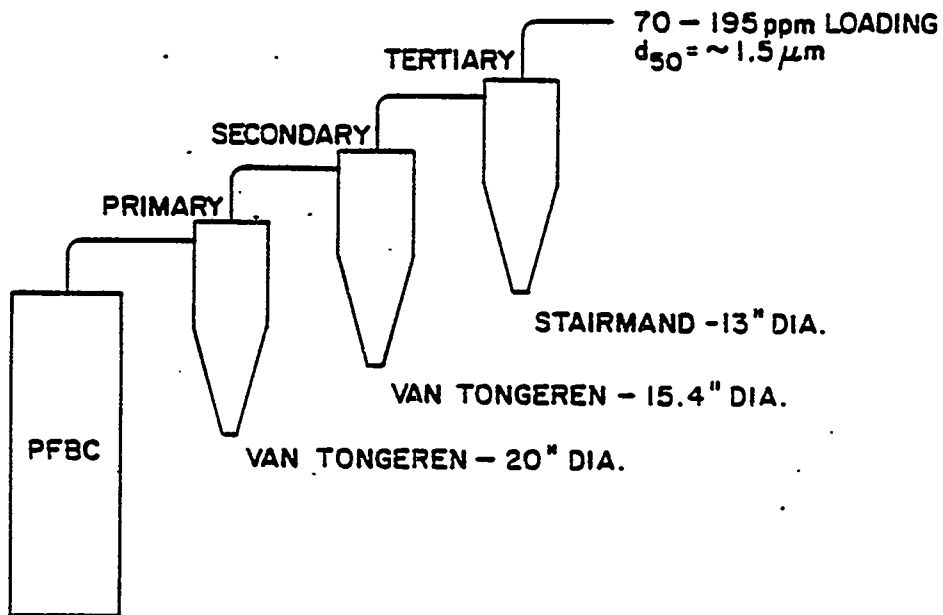 70 – 195 ppm LOADING
d50 = ~ 1.5 μm
TERTIARY
SECONDARY
PRIMARY
STAIRMAND - 13" DIA.
VAN TONGEREN – 15.4" DIA.
PFBC
VAN TONGEREN – 20" DIA.